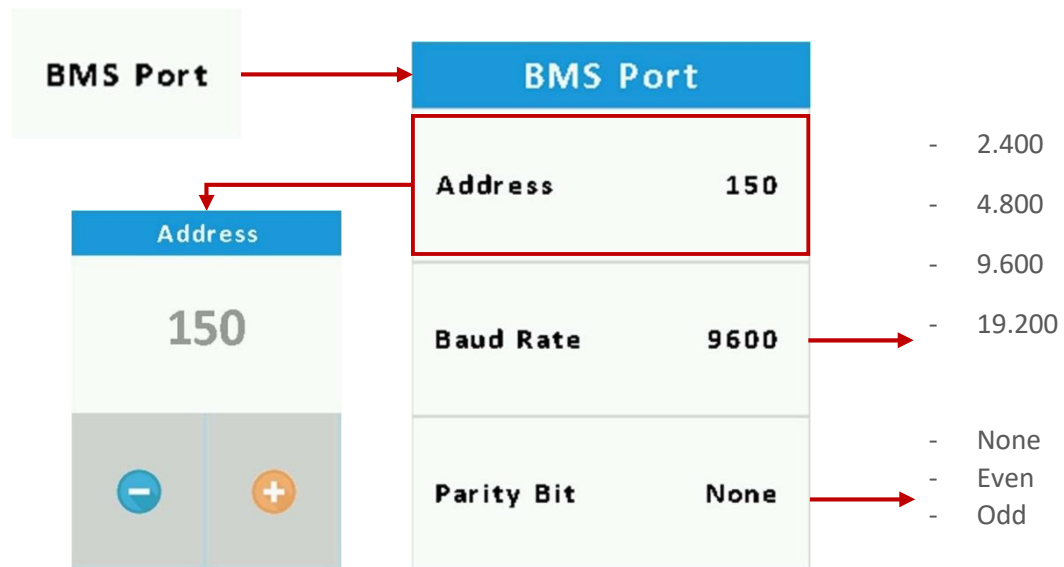 BMS Port
BMS Port
Address 150
Address
150
Baud Rate 9600
Parity Bit None
- 2.400
- 4.800
- 9.600
- 19.200
- None
- Even
- Odd